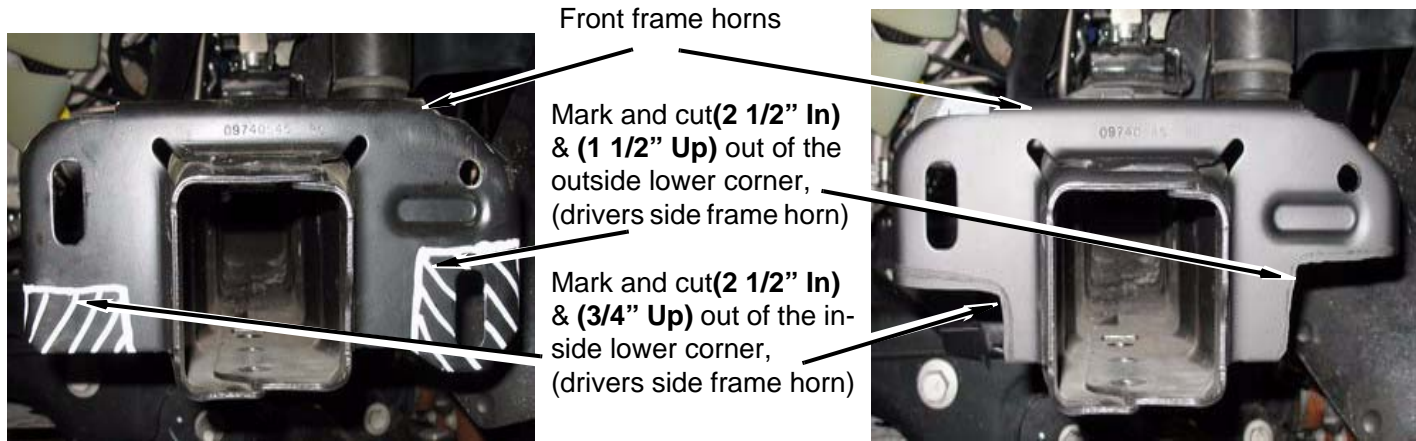 Front frame horns
Mark and cut(2 1/2” In)
& (1 1/2” Up) out of the
outside lower corner,
(drivers side frame horn)
Mark and cut(2 1/2” In)
& (3/4” Up) out of the in-
side lower corner,
(drivers side frame horn)